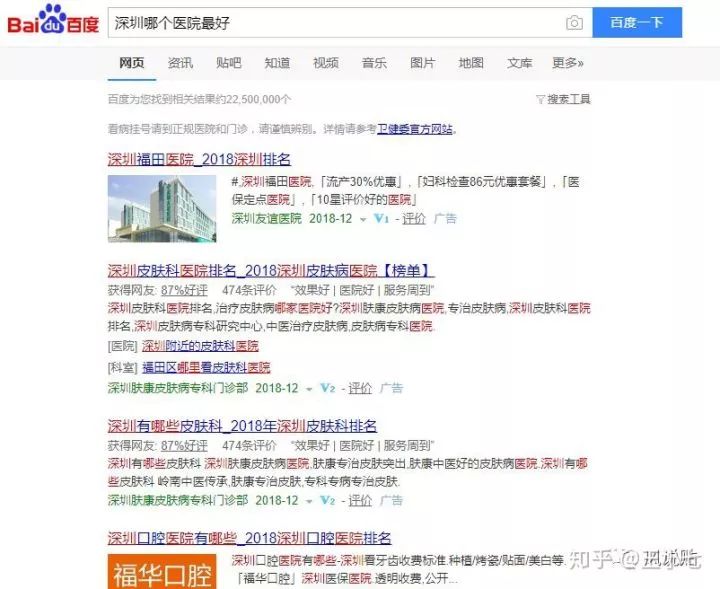 Bai du 百度
深圳哪个医院最好
百度一下
网页 资讯 贴吧 知道 视频 音乐 图片 地图 文库 更多»
百度为您找到相关结果约22,500,000个
搜索工具
看病挂号请到正规医院和门诊，请谨慎辨别。详情请参考卫健委官方网站。
深圳福田医院_2018深圳排名
#,深圳福田医院,「流产30%优惠」,「妇科检查86元优惠套餐」,「医
保定点医院」,「10星评价好的医院」
深圳友谊医院 2018-12 V1 - 评价 广告
深圳皮肤科医院排名_2018深圳皮肤病医院【榜单】
获得网友: 87%好评 474条评价 “效果好 | 医院好 | 服务周到”
深圳皮肤科医院排名,治疗皮肤病哪家医院好?深圳肤康皮肤病医院,专治皮肤病,深圳皮肤科医院
排名,深圳皮肤病专科研究中心,中医治疗皮肤病,皮肤病专科医院.
[医院] 深圳附近的皮肤科医院
[科室] 福田区哪里看皮肤科医院
深圳肤康皮肤病专科门诊部 2018-12 V2 - 评价 广告
深圳有哪些皮肤科_2018年深圳皮肤科排名
获得网友: 87%好评 474条评价 “效果好 | 医院好 | 服务周到”
深圳有哪些皮肤科 深圳肤康皮肤病医院,肤康专治皮肤突出,肤康中医好的皮肤病医院.深圳有哪
些皮肤科 岭南中医传承,肤康专治皮肤,专科专病专治皮肤.
深圳肤康皮肤病专科门诊部 2018-12 V2 - 评价 广告
深圳口腔医院有哪些_2018深圳口腔医院排名
福华口腔
深圳口腔医院有哪些-深圳看牙齿收费标准.种植/烤瓷/贴面/美白等.
「福华口腔」深圳医保医院.透明收费,公开...
知乎